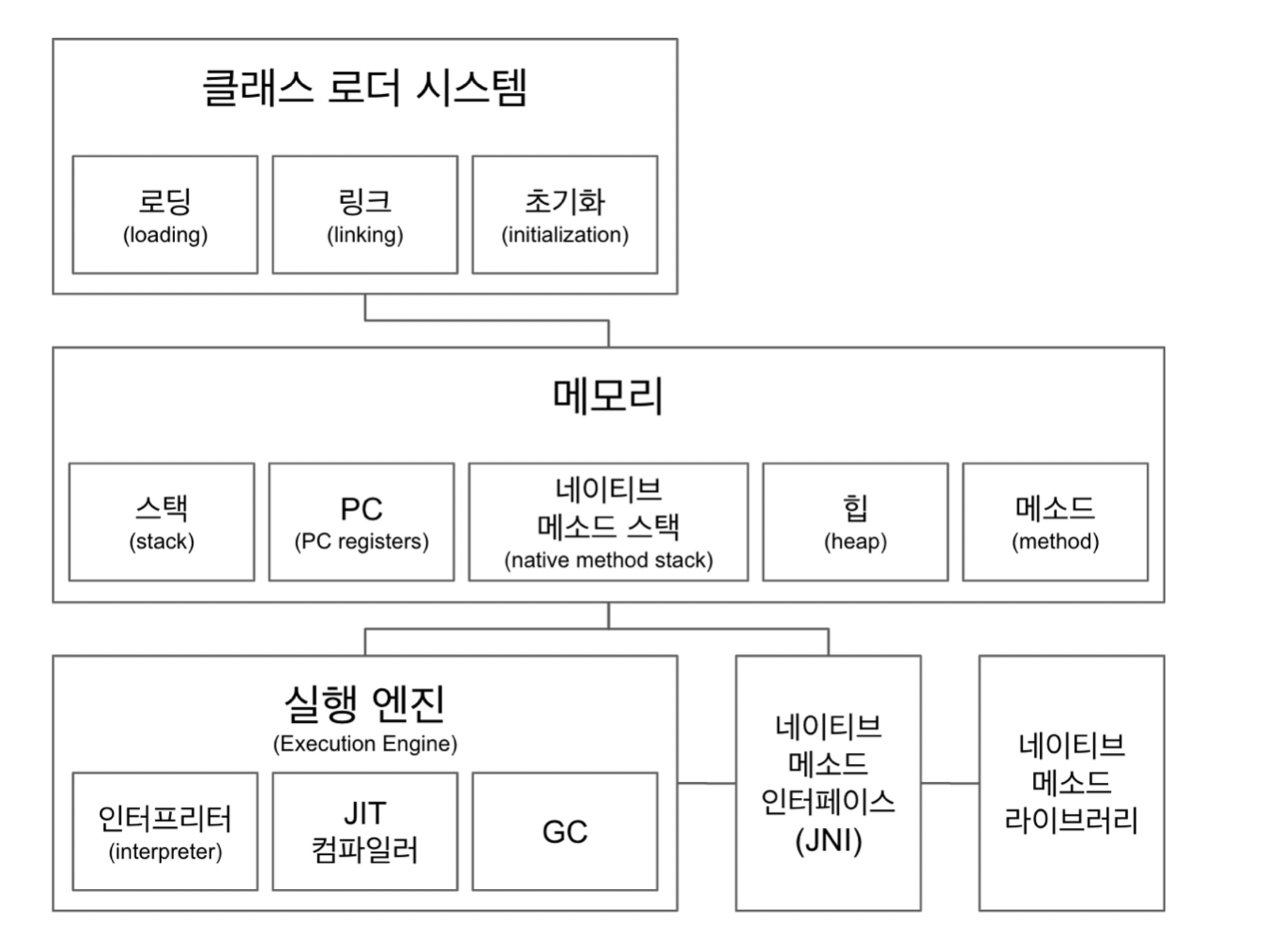 클래스 로더 시스템
로딩
(loading)
링크
(linking)
초기화
(initialization)
메모리
스택
(stack)
PC
(PC registers)
네이티브
메소드 스택
(native method stack)
힙
(heap)
메소드
(method)
실행 엔진
(Execution Engine)
인터프리터
(interpreter)
JIT
컴파일러
GC
네이티브
메소드
인터페이스
(JNI)
네이티브
메소드
라이브러리